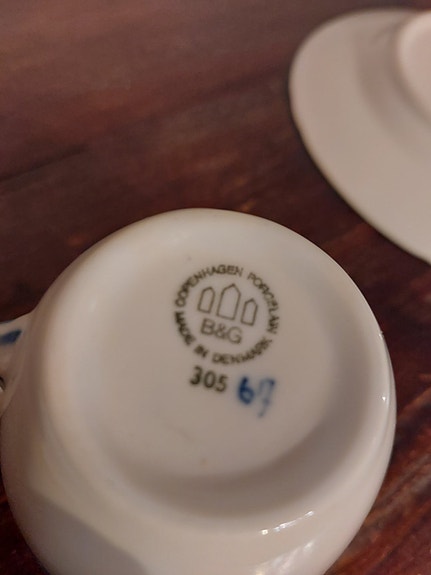 COPENHAGEN PORCELAIN
B&G
MADE IN DENMARK
305